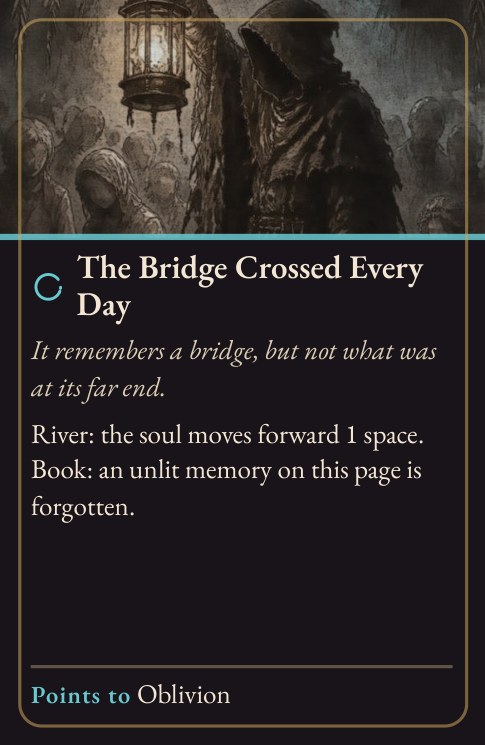 The Bridge Crossed Every
Day
It remembers a bridge, but not what was
at its far end.
River: the soul moves forward 1 space.
Book: an unlit memory on this page is
forgotten.
Points to Oblivion